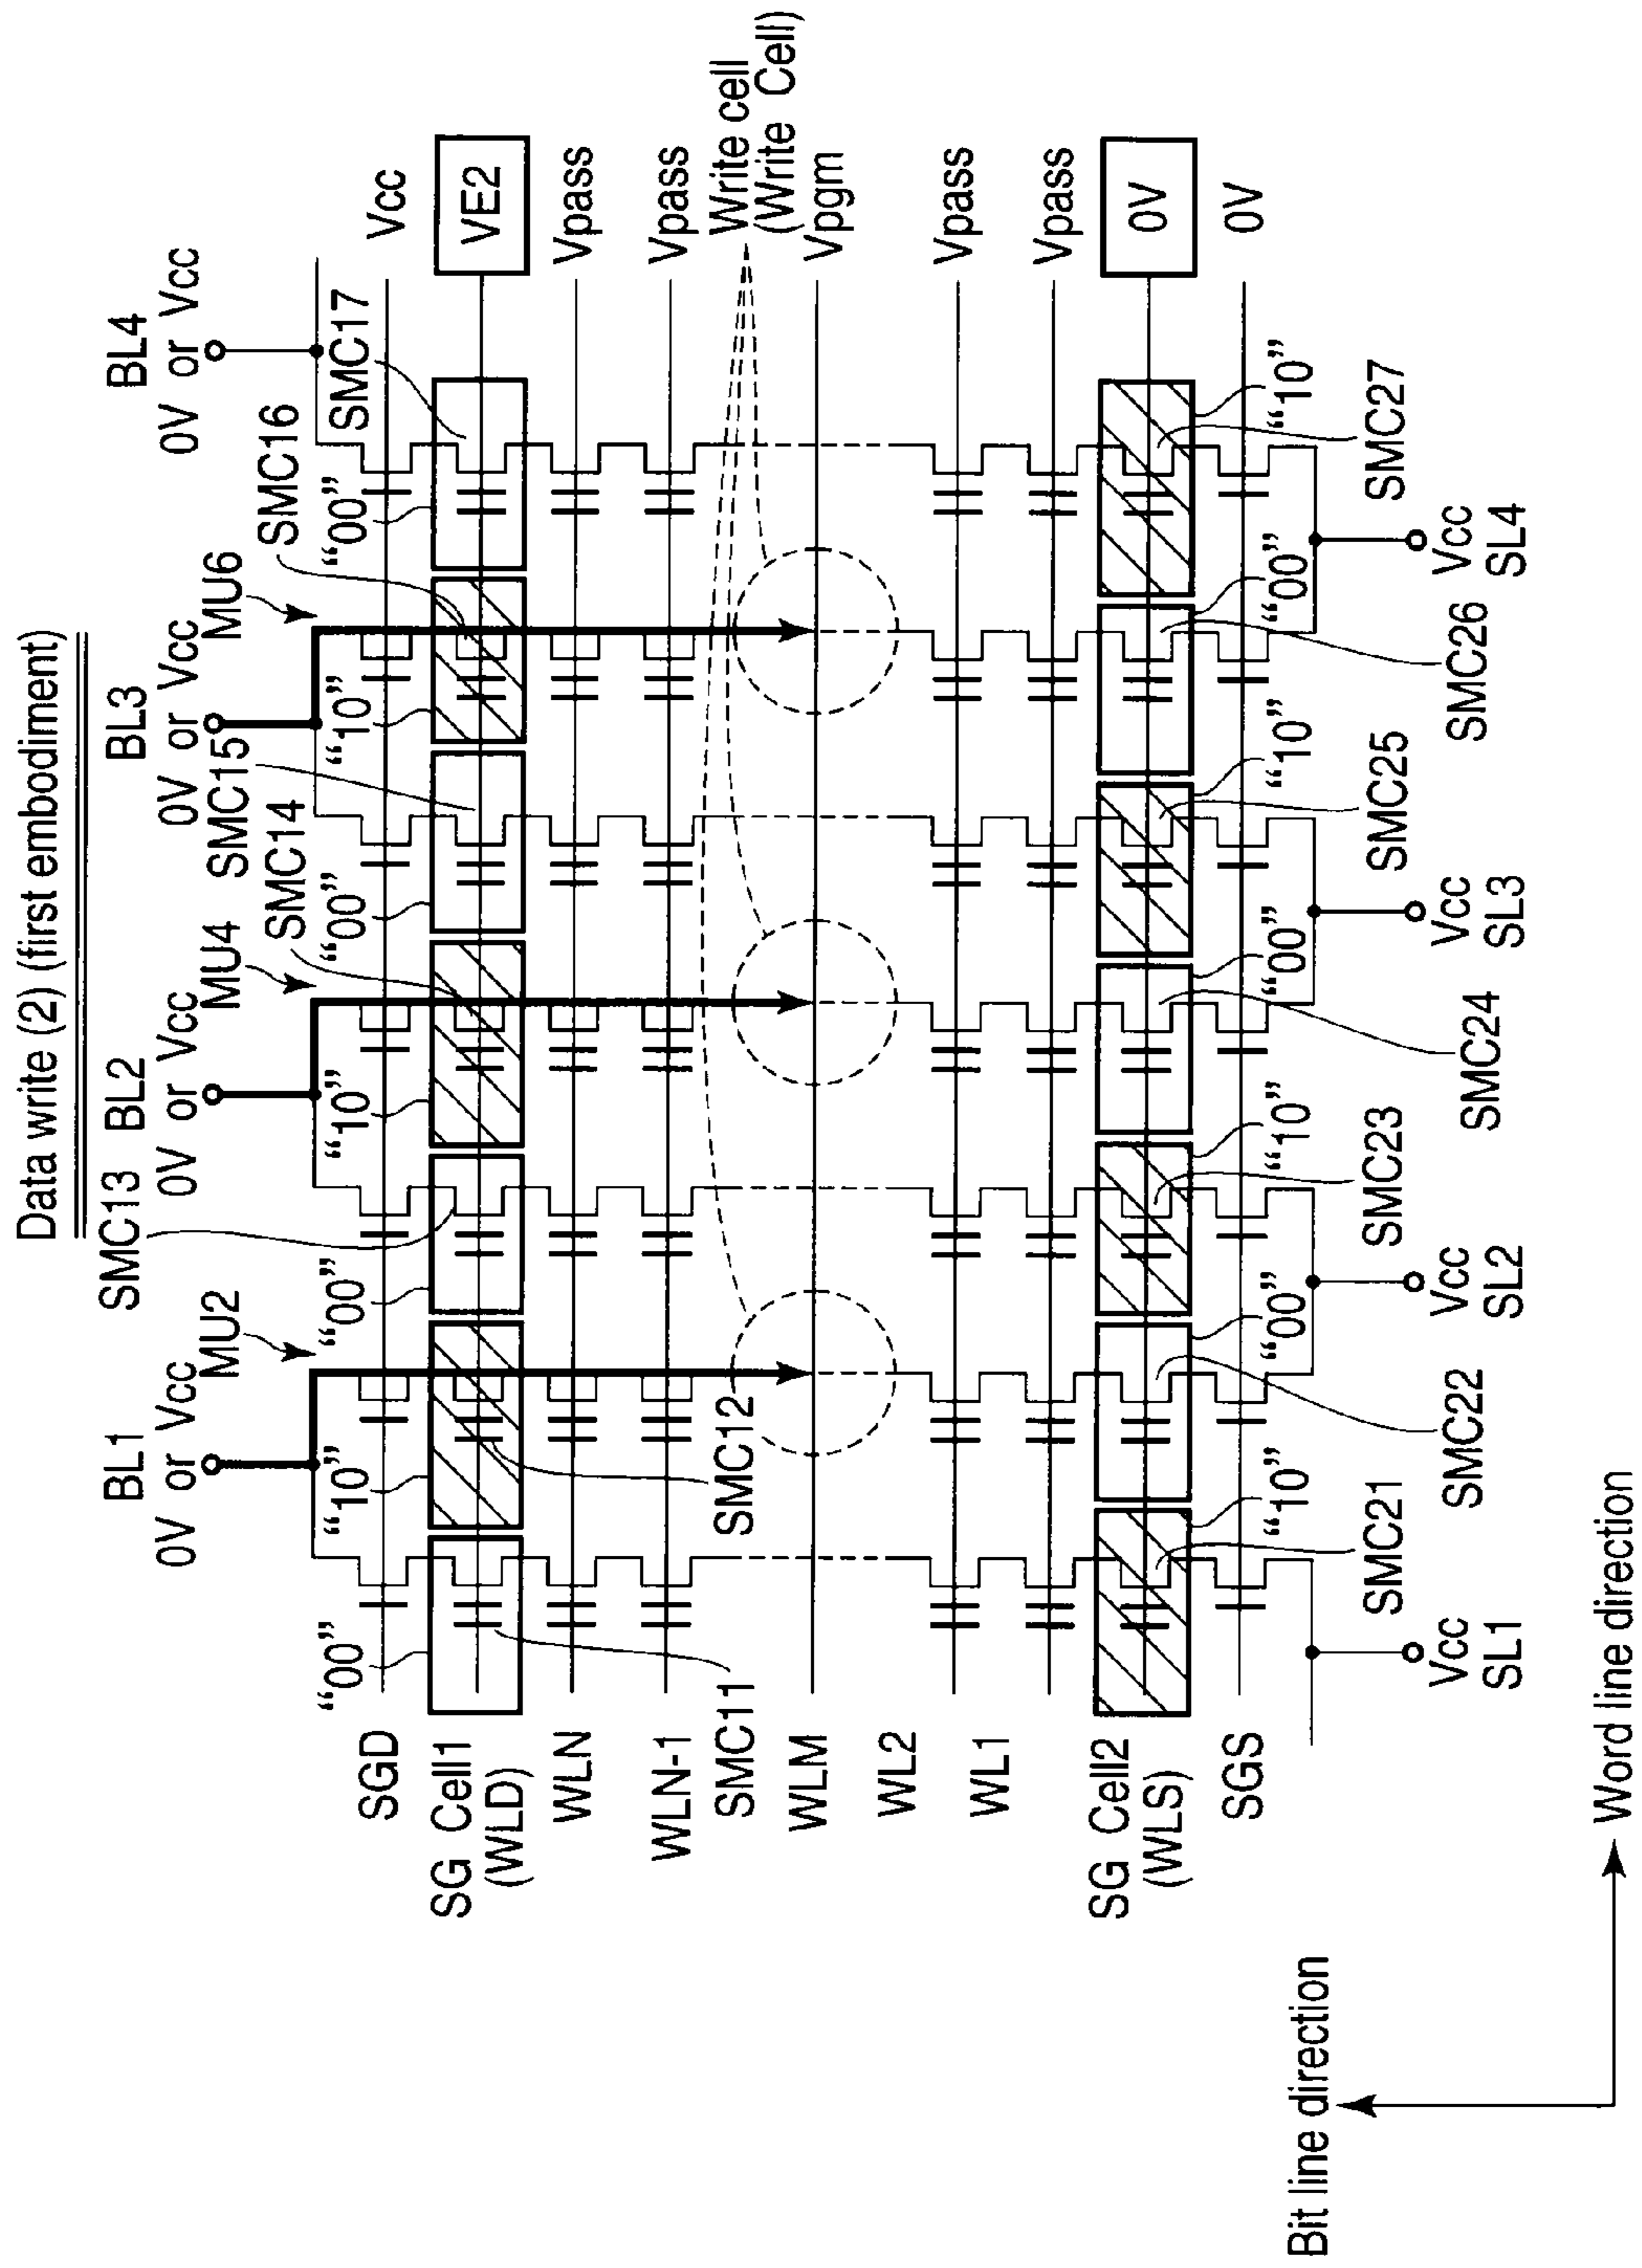 Data write (2) (first embodiment)
BL1
0V or Vcc
BL2
0V or Vcc
BL3
0V or Vcc
BL4
0V or Vcc
MU2
MU4
MU6
SMC13
SMC14
SMC15
SMC16
SMC17
“00”
“10”
“00”
“10”
“00”
“10”
“00”
SGD
Vcc
SG Cell1
(WLD)
VE2
WLN
Vpass
WLN-1
Vpass
SMC11
SMC12
Write cell
(Write Cell)
WLM
Vpgm
WL2
Vpass
WL1
Vpass
SG Cell2
(WLS)
0V
SGS
0V
“10”
“00”
“10”
“00”
“10”
“00”
“10”
SMC21
SMC22
SMC23
SMC24
SMC25
SMC26
SMC27
Vcc
SL1
Vcc
SL2
Vcc
SL3
Vcc
SL4
Bit line direction
Word line direction